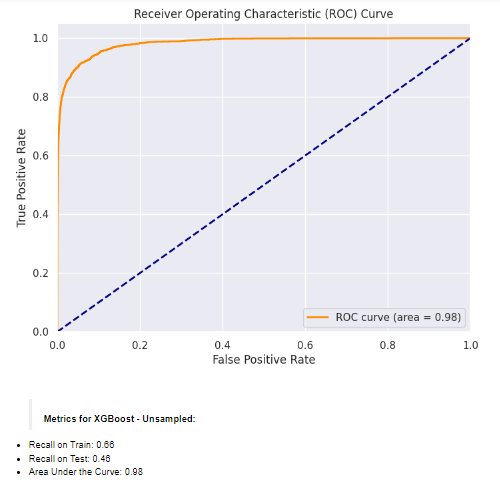 Receiver Operating Characteristic (ROC) Curve
1.0
0.8
0.6
0.4
0.2
0.0
True Positive Rate
ROC curve (area = 0.98)
0.0 0.2 0.4 0.6 0.8 1.0
False Positive Rate
Metrics for XGBoost - Unsampled:
• Recall on Train: 0.66
• Recall on Test: 0.46
• Area Under the Curve: 0.98